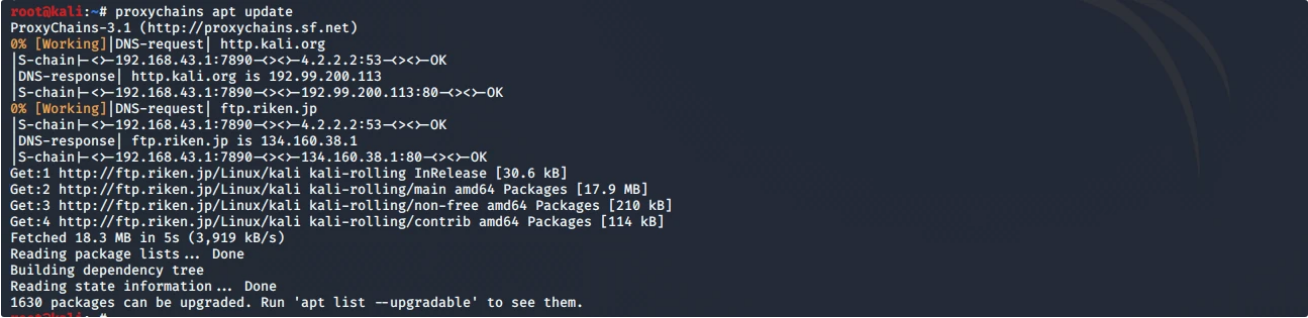 root@kali:~# proxychains apt update
ProxyChains-3.1 (http://proxychains.sf.net)
0% [Working]|DNS-request| http.kali.org
|S-chain|-<>-192.168.43.1:7890-<><>-4.2.2.2:53-<><>-OK
|DNS-response| http.kali.org is 192.99.200.113
|S-chain|-<>-192.168.43.1:7890-<><>-192.99.200.113:80-<><>-OK
0% [Working]|DNS-request| ftp.riken.jp
|S-chain|-<>-192.168.43.1:7890-<><>-4.2.2.2:53-<><>-OK
|DNS-response| ftp.riken.jp is 134.160.38.1
|S-chain|-<>-192.168.43.1:7890-<><>-134.160.38.1:80-<><>-OK
Get:1 http://ftp.riken.jp/Linux/kali kali-rolling InRelease [30.6 kB]
Get:2 http://ftp.riken.jp/Linux/kali kali-rolling/main amd64 Packages [17.9 MB]
Get:3 http://ftp.riken.jp/Linux/kali kali-rolling/non-free amd64 Packages [210 kB]
Get:4 http://ftp.riken.jp/Linux/kali kali-rolling/contrib amd64 Packages [114 kB]
Fetched 18.3 MB in 5s (3,919 kB/s)
Reading package lists... Done
Building dependency tree
Reading state information... Done
1630 packages can be upgraded. Run 'apt list --upgradable' to see them.
root@kali:~#